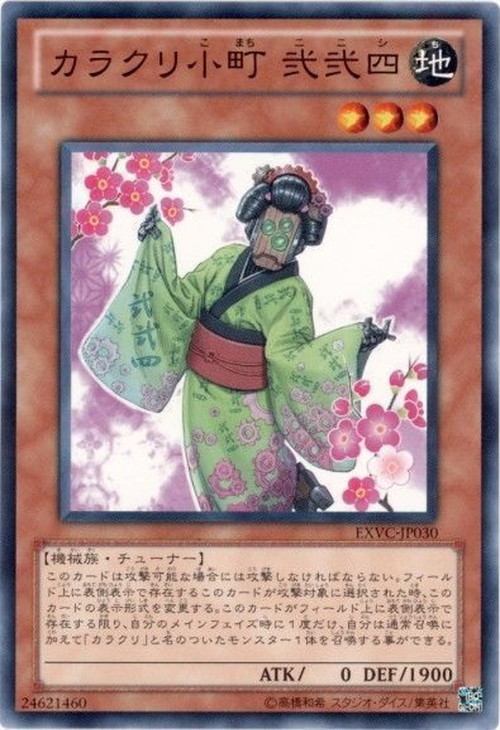 カラクリ小町 弐弐四
こ まち ニ ニ シ
地
ち
弐弐四
EXVC-JP030
【機械族・チューナー】
このカードは攻撃可能な場合には攻撃しなければならない。フィール
ド上に表側表示で存在するこのカードが攻撃対象に選択された時、この
カードの表示形式を変更する。このカードがフィールド上に表側表示で
存在する限り、自分のメインフェイズ時に1度だけ、自分は通常召喚に
加えて「カラクリ」と名のついたモンスター1体を召喚する事ができる。
ATK/ 0 DEF/1900
24621460
©高橋和希 スタジオ・ダイス/集英社